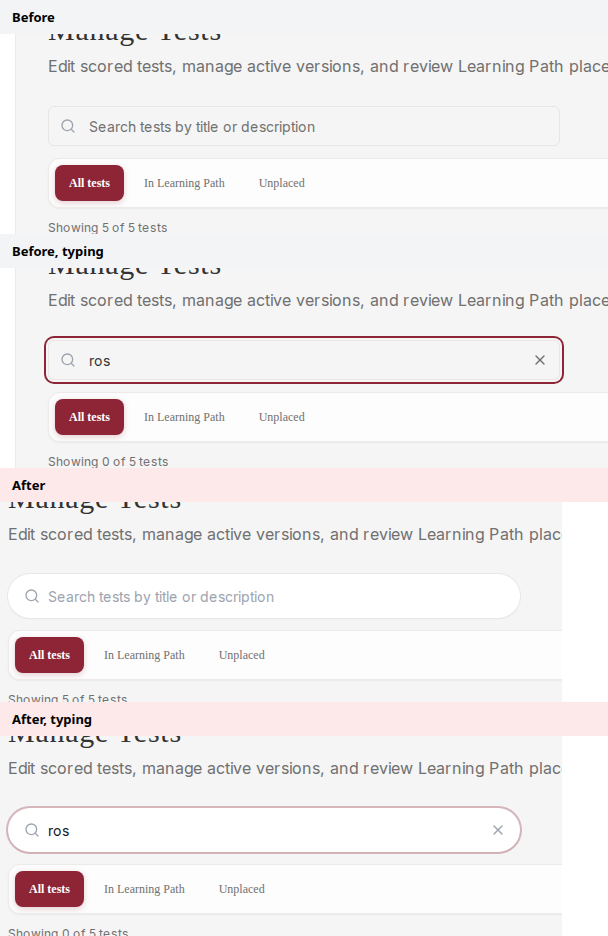 Before
Manage Tests
Edit scored tests, manage active versions, and review Learning Path place
Search tests by title or description
All tests In Learning Path Unplaced
Showing 5 of 5 tests
Before, typing
Manage Tests
Edit scored tests, manage active versions, and review Learning Path place
ros
All tests In Learning Path Unplaced
Showing 0 of 5 tests
After
Manage Tests
Edit scored tests, manage active versions, and review Learning Path plac
Search tests by title or description
All tests In Learning Path Unplaced
Showing 5 of 5 tests
After, typing
Manage Tests
Edit scored tests, manage active versions, and review Learning Path plac
ros
All tests In Learning Path Unplaced
Showing 0 of 5 tests